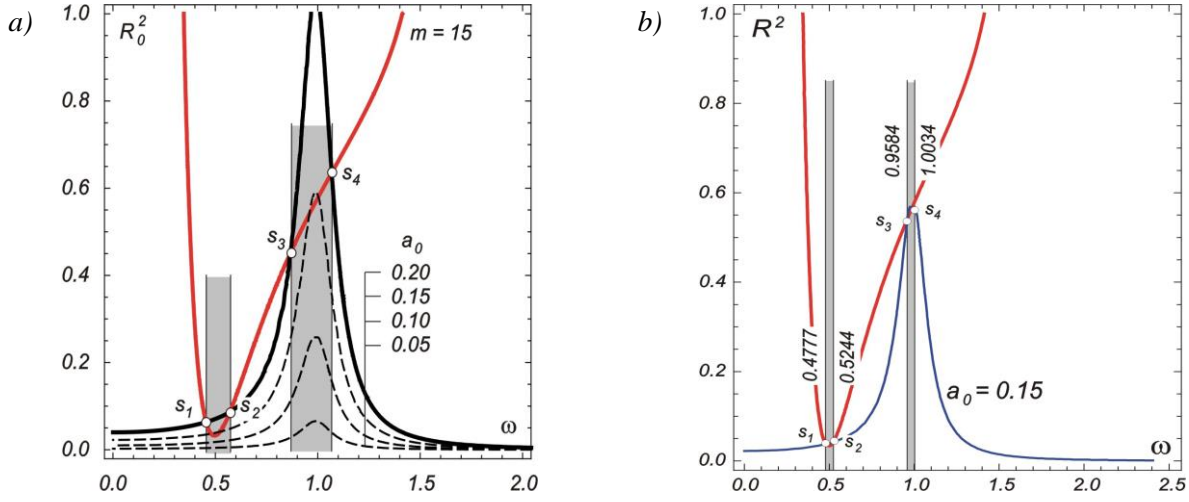 a)
R₀²
m = 15
1.0
0.8
0.6
0.4
0.2
0.0
s₁
s₂
s₃
s₄
a₀
0.20
0.15
0.10
0.05
ω
0.0 0.5 1.0 1.5 2.0
b)
R²
1.0
0.8
0.6
0.4
0.2
0.0
0.9584
1.0034
s₃
s₄
0.4777
0.5244
s₁
s₂
a₀ = 0.15
ω
0.0 0.5 1.0 1.5 2.0 2.5